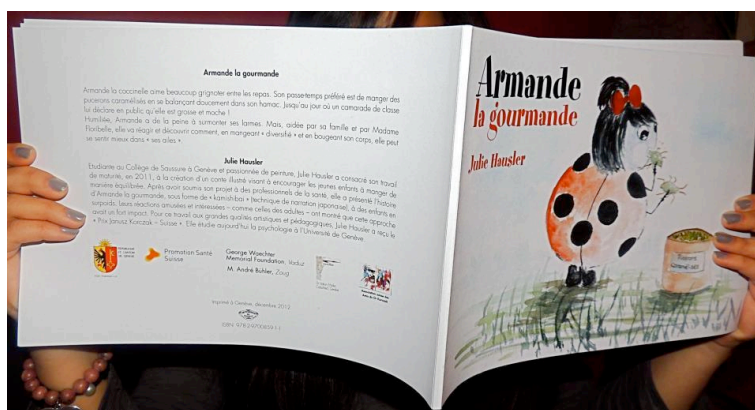 Armande la gourmande
Armande la coccinelle aime beaucoup grignoter entre les repas. Son passe-temps préféré est de manger des
pucerons caramélisés en se balançant doucement dans son hamac. Jusqu'au jour où un camarade de classe
lui déclare en public qu'elle est grosse et moche !
Humiliée, Armande a de la peine à surmonter ses larmes. Mais, aidée par sa famille et par Madame
Floribelle, elle va réagir et découvrir comment, en mangeant « diversifié » et en bougeant son corps, elle peut
se sentir mieux dans « ses ailes ».
Julie Hausler
Etudiante au Collège de Saussure à Genève et passionnée de peinture, Julie Hausler a consacré son travail
de maturité, en 2011, à la création d'un conte illustré visant à encourager les jeunes enfants à manger de
manière équilibrée. Après avoir soumis son projet à des professionnels de la santé, elle a présenté l'histoire
d'Armande la gourmande, sous forme de « kamishibaï » (technique de narration japonaise), à des enfants en
surpoids. Leurs réactions amusées et intéressées – comme celles des adultes – ont montré que cette approche
avait un fort impact. Pour ce travail aux grandes qualités artistiques et pédagogiques, Julie Hausler a reçu le
« Prix Janusz Korczak – Suisse ». Elle étudie aujourd'hui la psychologie à l'Université de Genève.
Promotion Santé
Suisse
George Waechter
Memorial Foundation, Vaduz
M. André Buhler, Zoug
Imprimé à Genève, décembre 2012
Armande
la gourmande
Julie Hausler